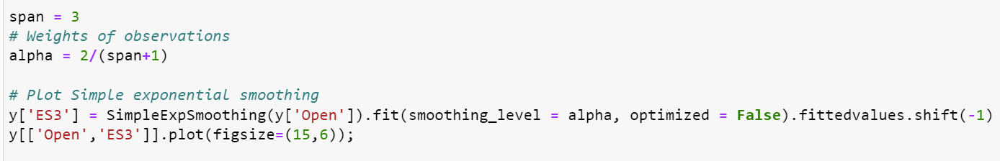 span = 3
# Weights of observations
alpha = 2/(span+1)
# Plot Simple exponential smoothing
y['ES3'] = SimpleExpSmoothing(y['Open']).fit(smoothing_level = alpha, optimized = False).fittedvalues.shift(-1)
y[['Open','ES3']].plot(figsize=(15,6));